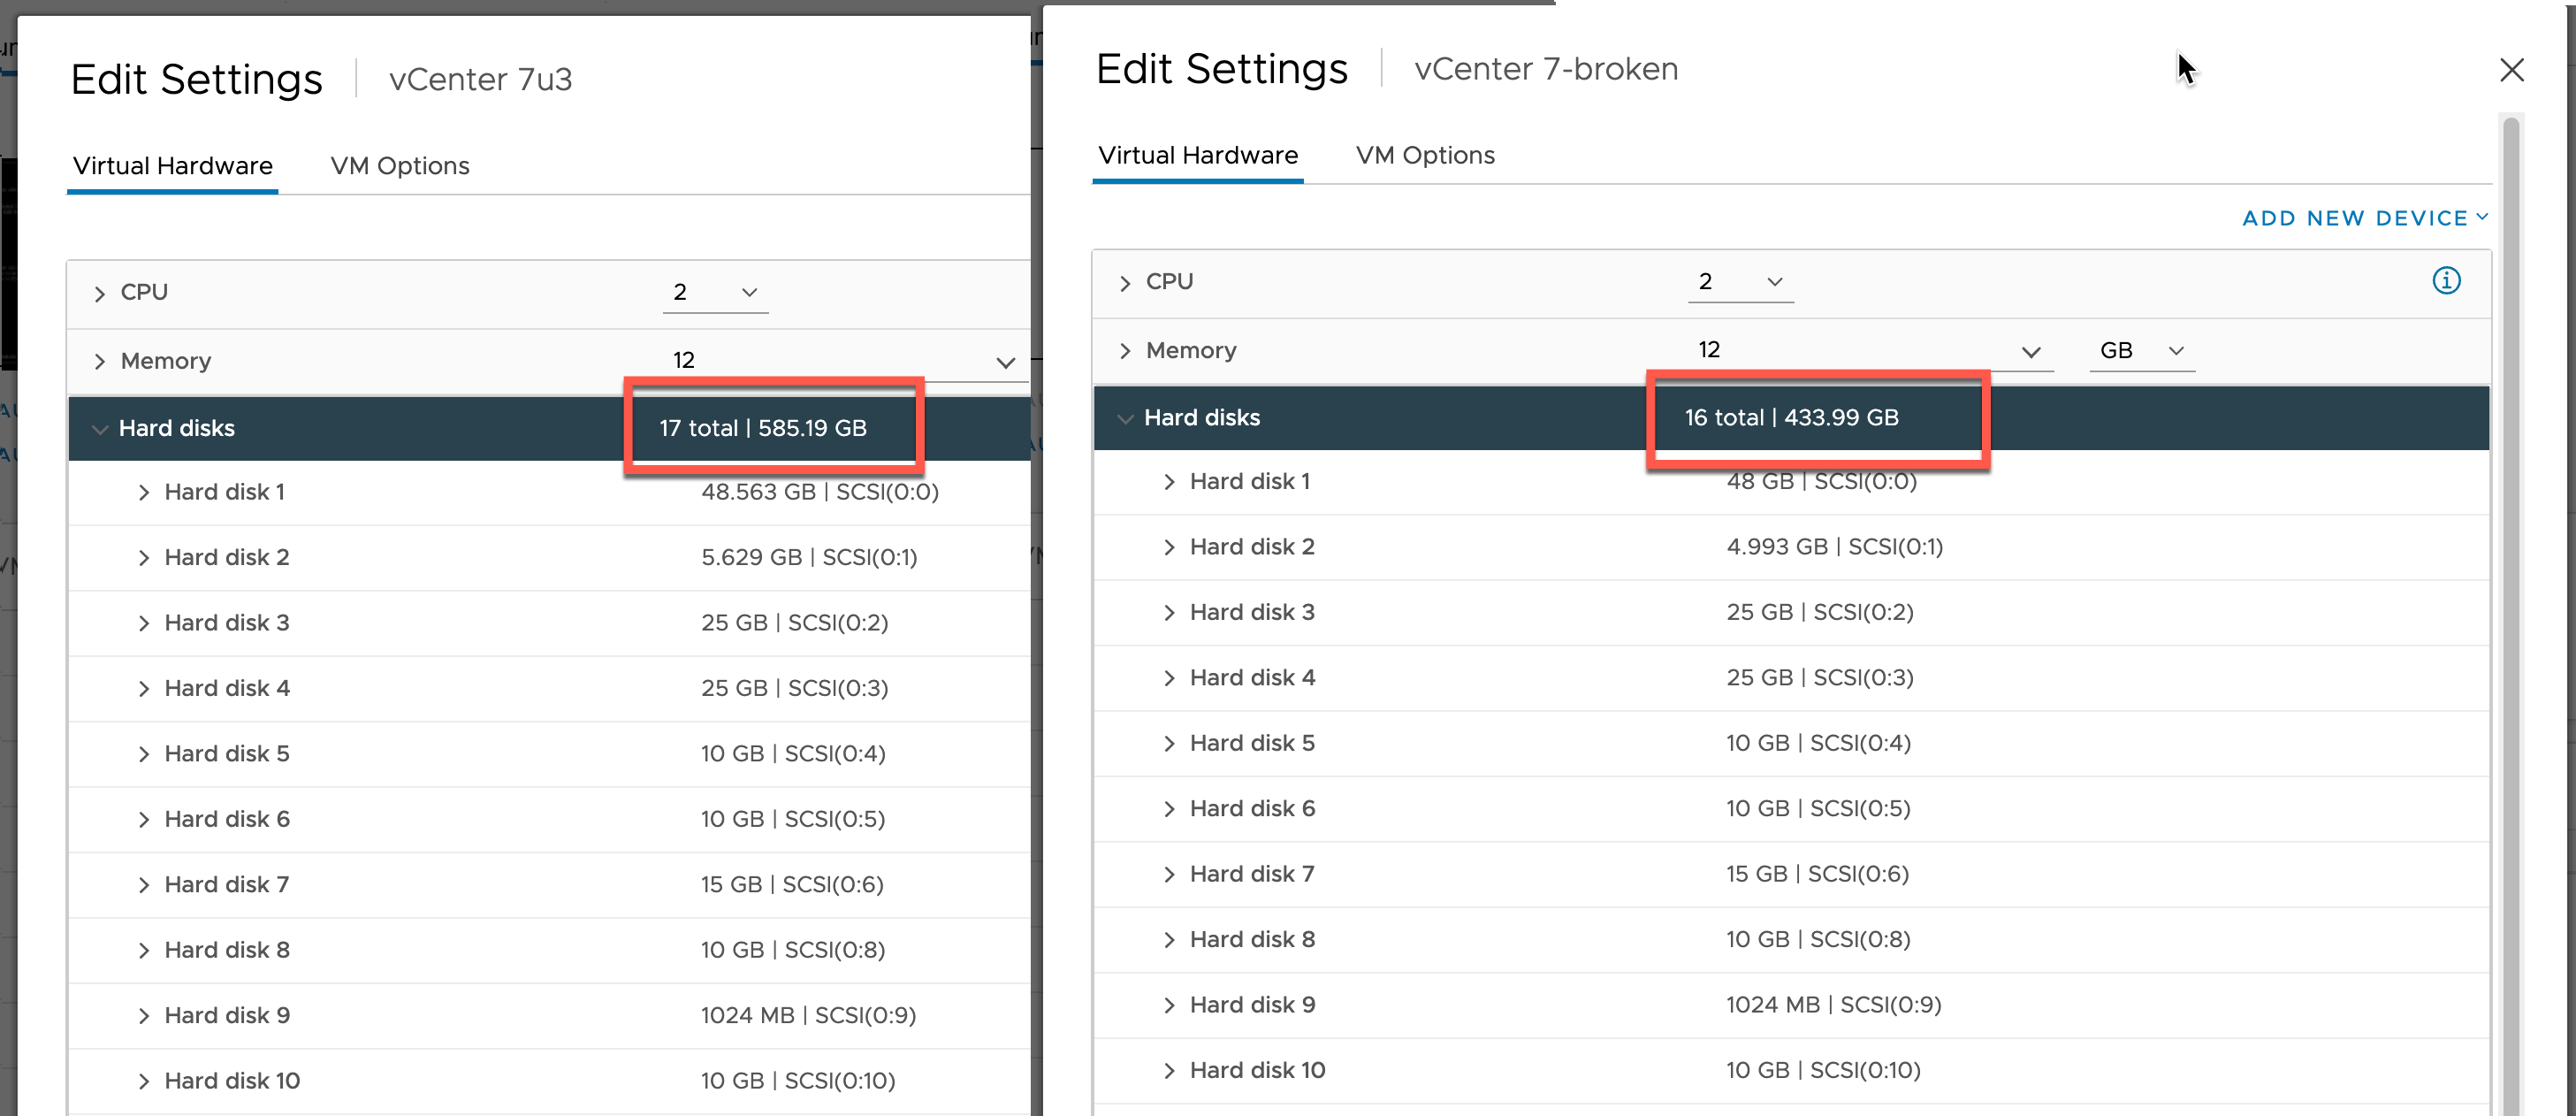 Edit Settings | vCenter 7u3
Virtual Hardware VM Options
CPU 2
Memory 12
Hard disks 17 total | 585.19 GB
Hard disk 1 48.563 GB | SCSI(0:0)
Hard disk 2 5.629 GB | SCSI(0:1)
Hard disk 3 25 GB | SCSI(0:2)
Hard disk 4 25 GB | SCSI(0:3)
Hard disk 5 10 GB | SCSI(0:4)
Hard disk 6 10 GB | SCSI(0:5)
Hard disk 7 15 GB | SCSI(0:6)
Hard disk 8 10 GB | SCSI(0:8)
Hard disk 9 1024 MB | SCSI(0:9)
Hard disk 10 10 GB | SCSI(0:10)
Edit Settings | vCenter 7-broken
Virtual Hardware VM Options
ADD NEW DEVICE
CPU 2
Memory 12 GB
Hard disks 16 total | 433.99 GB
Hard disk 1 48 GB | SCSI(0:0)
Hard disk 2 4.993 GB | SCSI(0:1)
Hard disk 3 25 GB | SCSI(0:2)
Hard disk 4 25 GB | SCSI(0:3)
Hard disk 5 10 GB | SCSI(0:4)
Hard disk 6 10 GB | SCSI(0:5)
Hard disk 7 15 GB | SCSI(0:6)
Hard disk 8 10 GB | SCSI(0:8)
Hard disk 9 1024 MB | SCSI(0:9)
Hard disk 10 10 GB | SCSI(0:10)